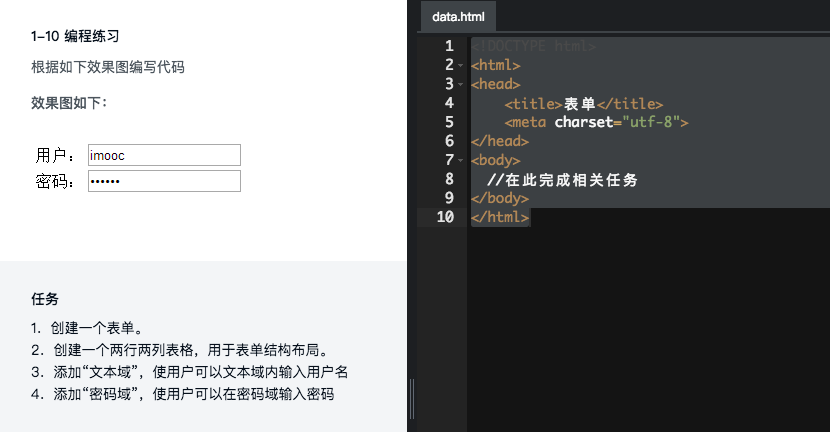 1-10 编程练习
根据如下效果图编写代码
效果图如下：
用户： imooc
密码： ••••••
任务
1. 创建一个表单。
2. 创建一个两行两列表格，用于表单结构布局。
3. 添加“文本域”，使用户可以文本域内输入用户名
4. 添加“密码域”，使用户可以在密码域输入密码
data.html
1 <!DOCTYPE html>
2 <html>
3 <head>
4 <title>表单</title>
5 <meta charset="utf-8">
6 </head>
7 <body>
8 //在此完成相关任务
9 </body>
10 </html>